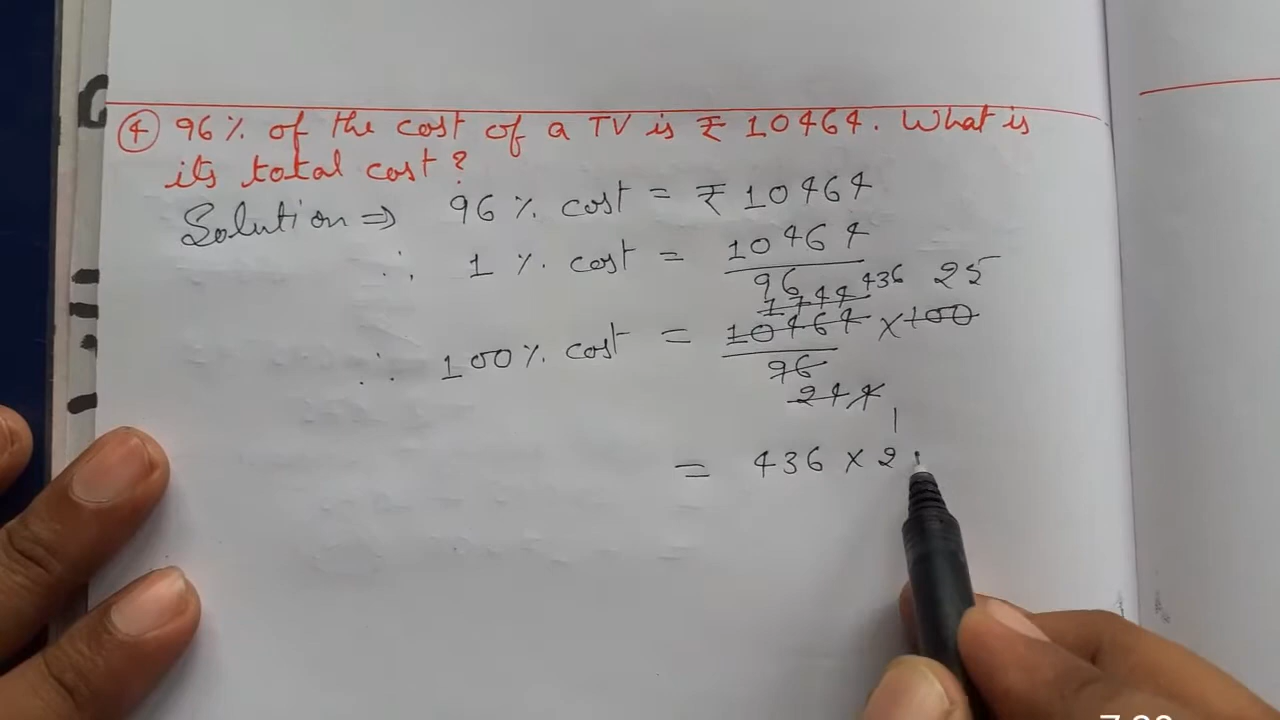 ④ 96% of the cost of a TV is ₹ 10464. What is
its total cost?
Solution ⇒ 96 % cost = ₹ 10464
∴ 1 % cost = 10464
96
1744 436 25
∴ 100% cost = 10464 × 100
96
24 4
1
= 436 × 2